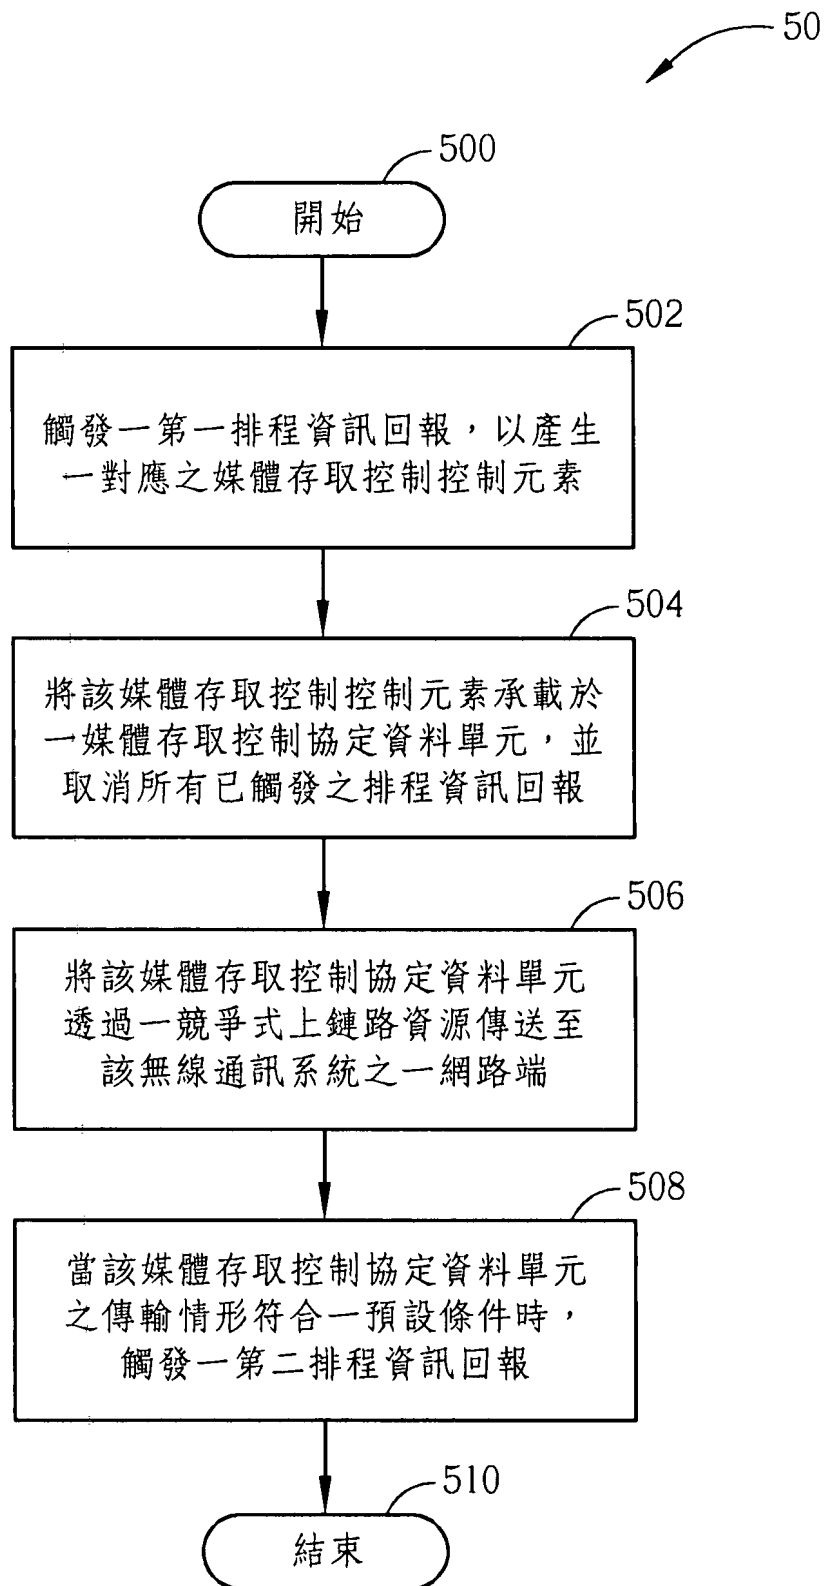 50
500
開始
502
觸發一第一排程資訊回報，以產生
一對應之媒體存取控制控制元素
504
將該媒體存取控制控制元素承載於
一媒體存取控制協定資料單元，並
取消所有已觸發之排程資訊回報
506
將該媒體存取控制協定資料單元
透過一競爭式上鏈路資源傳送至
該無線通訊系統之一網路端
508
當該媒體存取控制協定資料單元
之傳輸情形符合一預設條件時，
觸發一第二排程資訊回報
510
結束